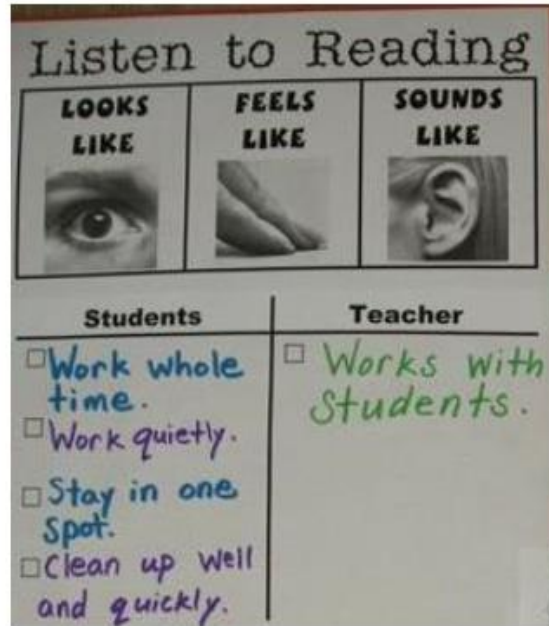 Listen to Reading
LOOKS
LIKE
FEELS
LIKE
SOUNDS
LIKE
Students
Work whole
time.
Work quietly.
Stay in one
spot.
Clean up well
and quickly.
Teacher
Works with
students.